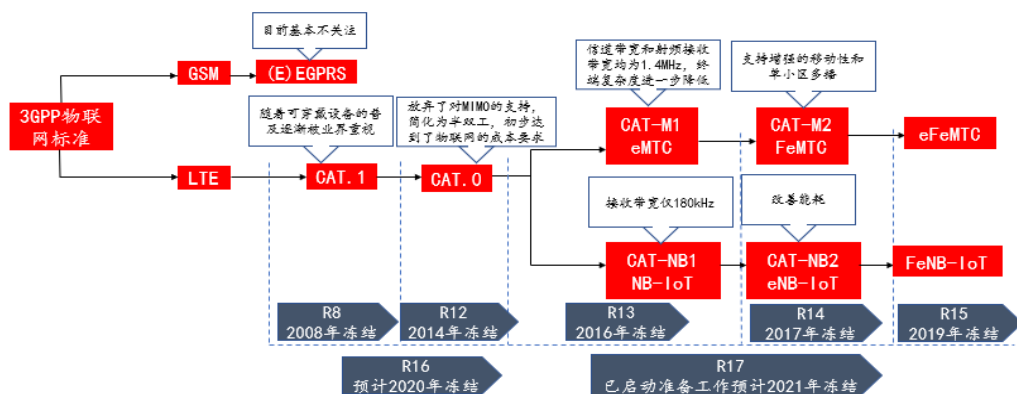 目前基本不关注
GSM
(E)EGPRS
3GPP物联
网标准
LTE
随着可穿戴设备的普
及逐渐被业界重视
CAT.1
放弃了对MIMO的支持，
简化为半双工，初步达
到了物联网的成本要求
CAT.0
信道带宽和射频接收
带宽均为1.4MHz，终
端复杂度进一步降低
CAT-M1
eMTC
支持增强的移动性和
单小区多播
CAT-M2
FeMTC
eFeMTC
接收带宽仅180kHz
CAT-NB1
NB-IoT
改善能耗
CAT-NB2
eNB-IoT
FeNB-IoT
R8
2008年冻结
R12
2014年冻结
R13
2016年冻结
R14
2017年冻结
R15
2019年冻结
R16
预计2020年冻结
R17
已启动准备工作预计2021年冻结